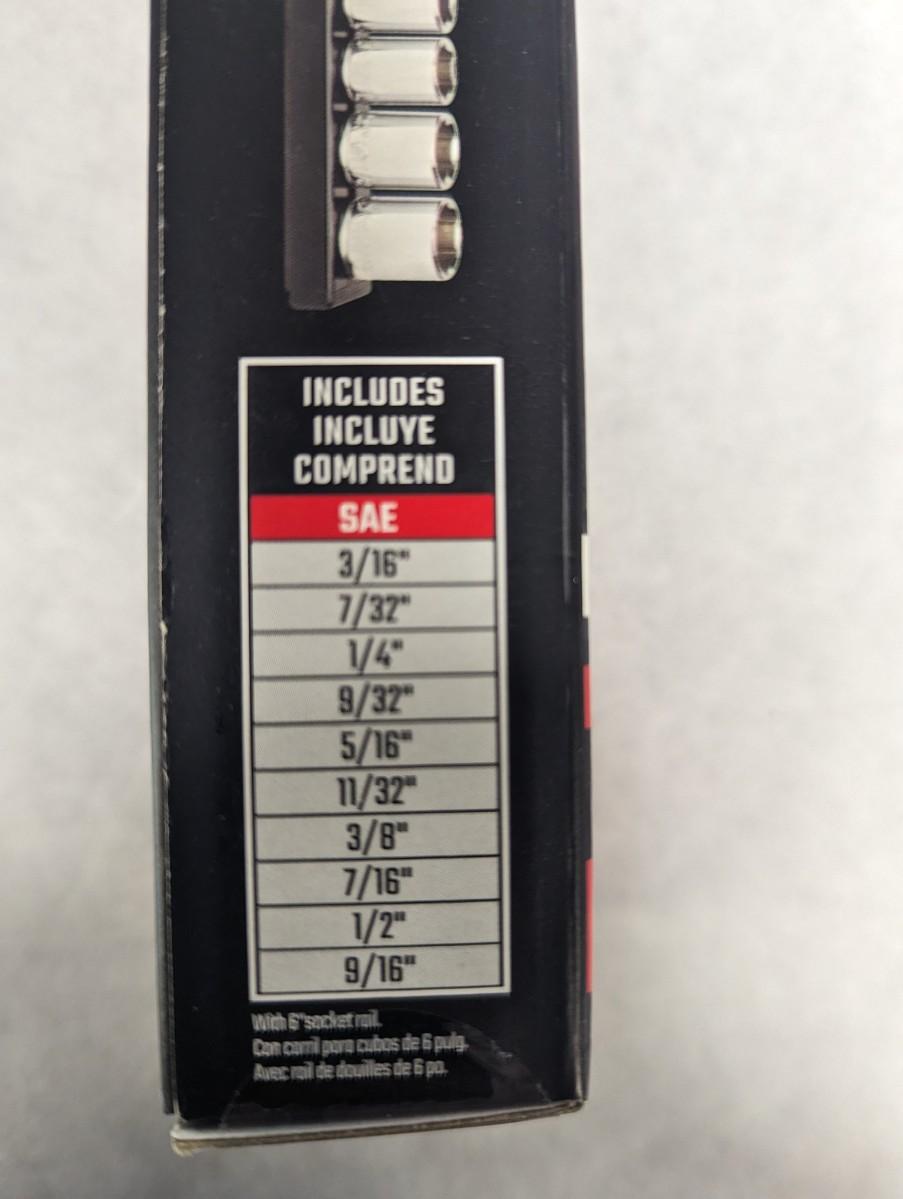 INCLUDES
INCLUYE
COMPREND
SAE
3/16"
7/32"
1/4"
9/32"
5/16"
11/32"
3/8"
7/16"
1/2"
9/16"
With 6" socket rail.
Con carril para cubos de 6 pulg.
Avec rail de douilles de 6 po.